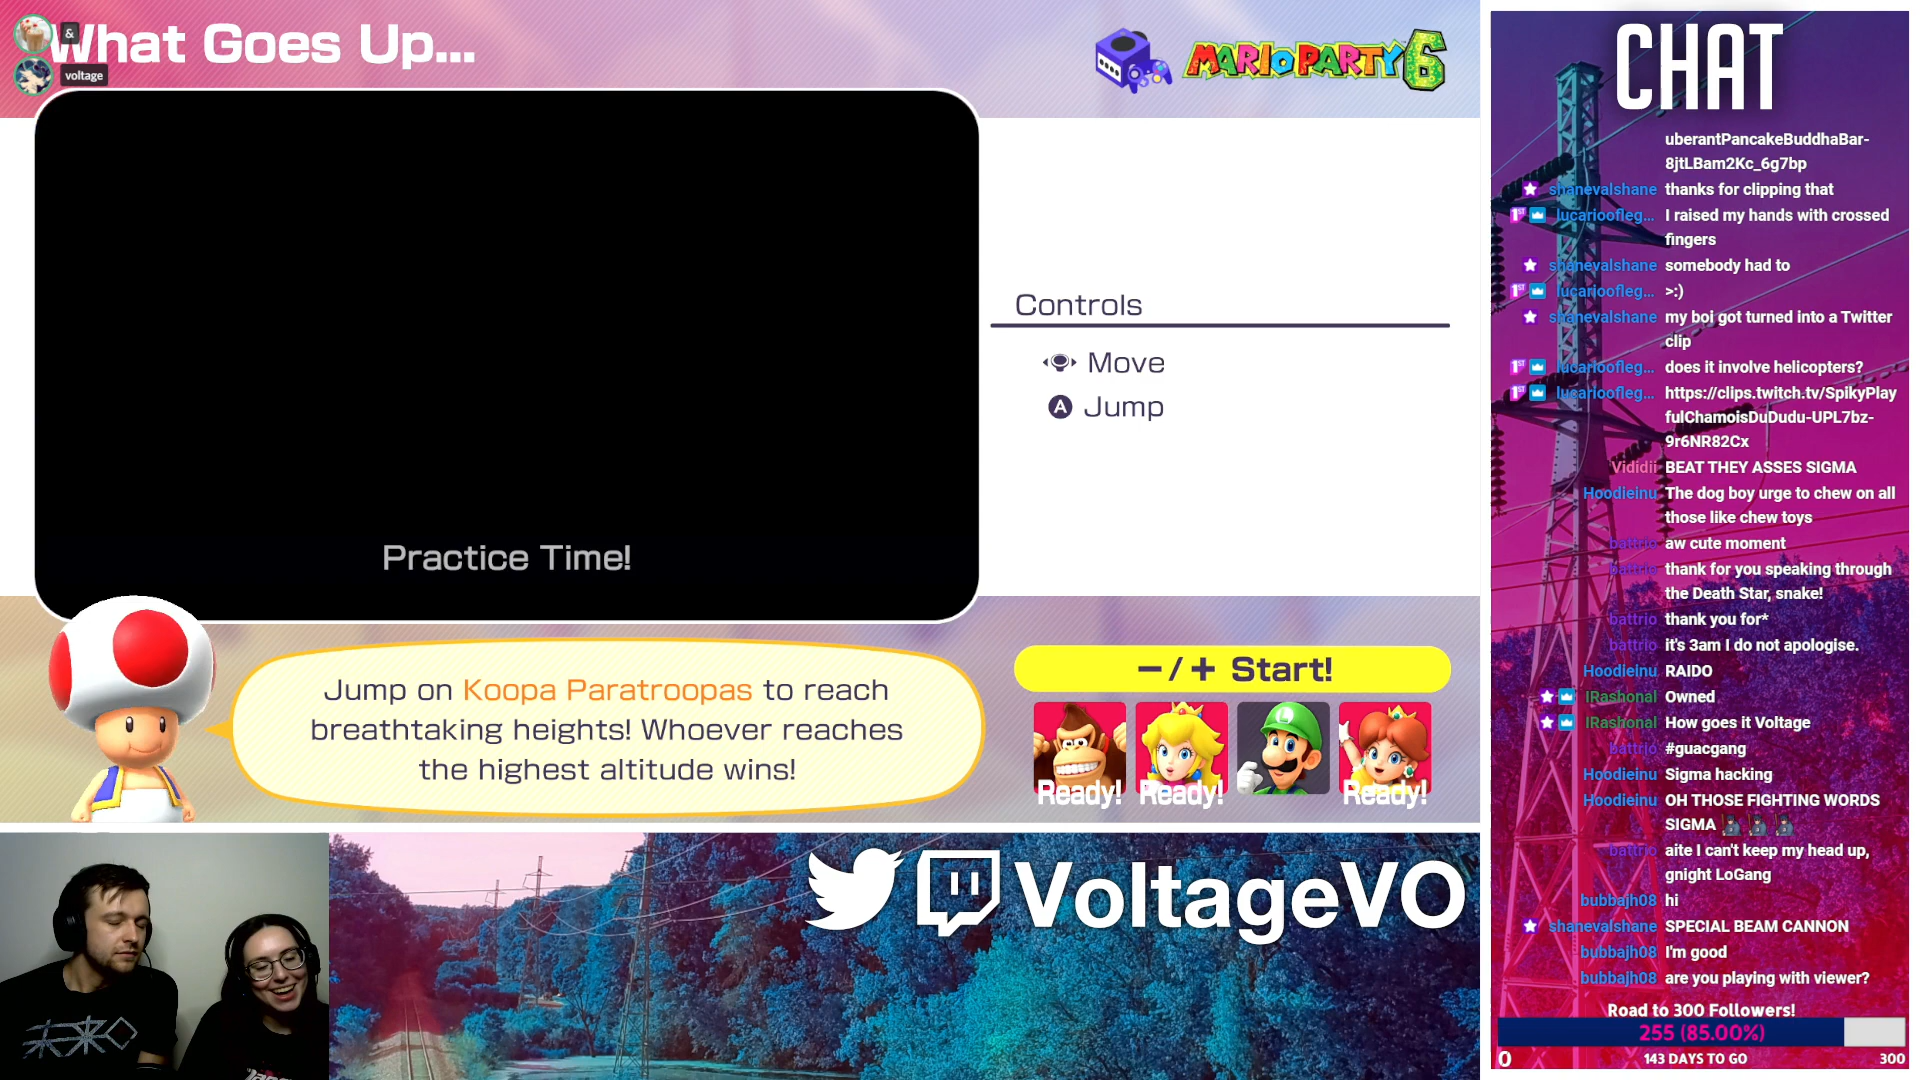 What Goes Up...
&
voltage
MARIO PARTY 6
Practice Time!
Controls
Move
A Jump
Jump on Koopa Paratroopas to reach
breathtaking heights! Whoever reaches
the highest altitude wins!
−/+ Start!
Ready! Ready! Ready!
VoltageVO
CHAT
uberantPancakeBuddhaBar-
8jtLBam2Kc_6g7bp
shanevalshane thanks for clipping that
lucarioofleg... I raised my hands with crossed
fingers
shanevalshane somebody had to
lucarioofleg... >:)
shanevalshane my boi got turned into a Twitter
clip
lucarioofleg... does it involve helicopters?
lucarioofleg... https://clips.twitch.tv/SpikyPlay
fulChamoisDuDudu-UPL7bz-
9r6NR82Cx
Vididii BEAT THEY ASSES SIGMA
Hoodieinu The dog boy urge to chew on all
those like chew toys
battrio aw cute moment
battrio thank for you speaking through
the Death Star, snake!
battrio thank you for*
battrio it's 3am I do not apologise.
Hoodieinu RAIDO
IRashonal Owned
IRashonal How goes it Voltage
battrio #guacgang
Hoodieinu Sigma hacking
Hoodieinu OH THOSE FIGHTING WORDS
SIGMA
battrio aite I can't keep my head up,
gnight LoGang
bubbajh08 hi
shanevalshane SPECIAL BEAM CANNON
bubbajh08 I'm good
bubbajh08 are you playing with viewer?
Road to 300 Followers!
255 (85.00%)
0 143 DAYS TO GO 300